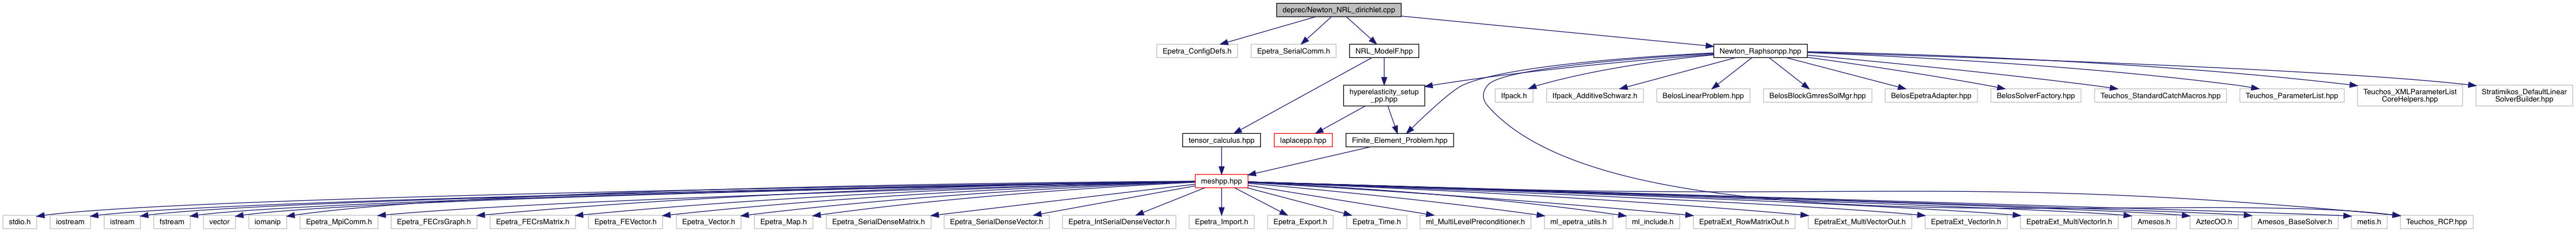 deprec/Newton_NRL_dirichlet.cpp
Epetra_ConfigDefs.h
Epetra_SerialComm.h
NRL_ModelF.hpp
Newton_Raphsonpp.hpp
hyperelasticity_setup
_pp.hpp
Ifpack.h
Ifpack_AdditiveSchwarz.h
BelosLinearProblem.hpp
BelosBlockGmresSolMgr.hpp
BelosEpetraAdapter.hpp
BelosSolverFactory.hpp
Teuchos_StandardCatchMacros.hpp
Teuchos_ParameterList.hpp
Teuchos_XMLParameterList
CoreHelpers.hpp
Stratimikos_DefaultLinear
SolverBuilder.hpp
tensor_calculus.hpp
laplacepp.hpp
Finite_Element_Problem.hpp
meshpp.hpp
stdio.h
iostream
istream
fstream
vector
iomanip
Epetra_MpiComm.h
Epetra_FECrsGraph.h
Epetra_FECrsMatrix.h
Epetra_FEVector.h
Epetra_Vector.h
Epetra_Map.h
Epetra_SerialDenseMatrix.h
Epetra_SerialDenseVector.h
Epetra_IntSerialDenseVector.h
Epetra_Import.h
Epetra_Export.h
Epetra_Time.h
ml_MultiLevelPreconditioner.h
ml_epetra_utils.h
ml_include.h
EpetraExt_RowMatrixOut.h
EpetraExt_MultiVectorOut.h
EpetraExt_VectorIn.h
EpetraExt_MultiVectorIn.h
Amesos.h
AztecOO.h
Amesos_BaseSolver.h
metis.h
Teuchos_RCP.hpp